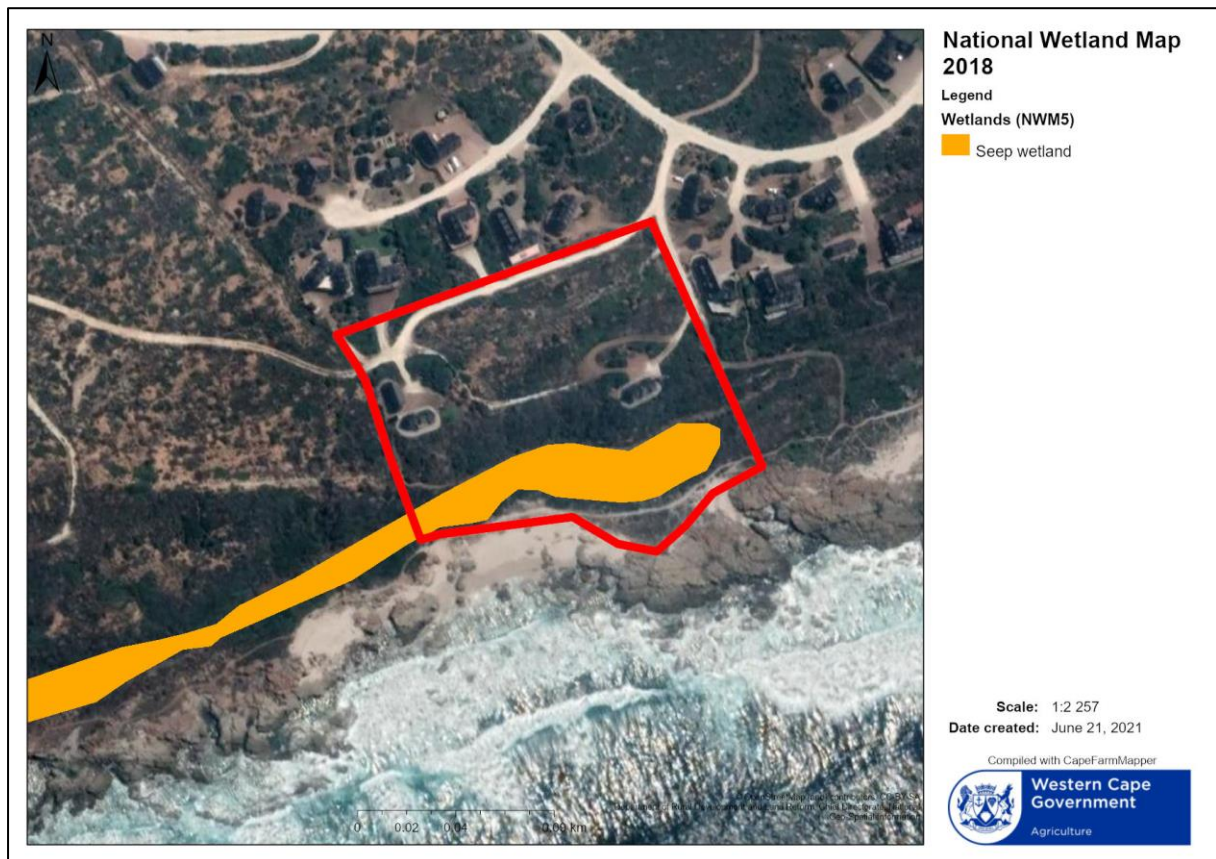 N
National Wetland Map
2018
Legend
Wetlands (NWM5)
Seep wetland
Scale: 1:2 257
Date created: June 21, 2021
Compiled with CapeFarmMapper
Western Cape
Government
Agriculture
0 0.02 0.04 0.09 km